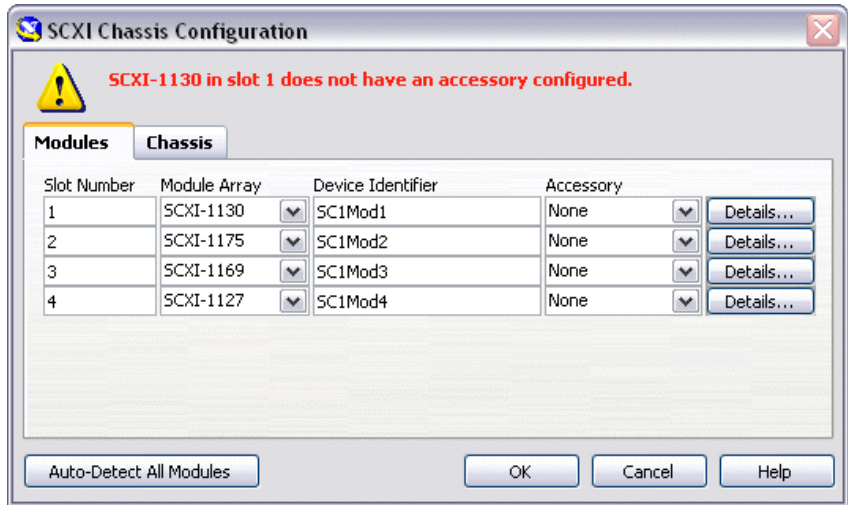 SCXI Chassis Configuration
SCXI-1130 in slot 1 does not have an accessory configured.
Modules Chassis
Slot Number Module Array Device Identifier Accessory
1 SCXI-1130 SC1Mod1 None Details...
2 SCXI-1175 SC1Mod2 None Details...
3 SCXI-1169 SC1Mod3 None Details...
4 SCXI-1127 SC1Mod4 None Details...
Auto-Detect All Modules OK Cancel Help